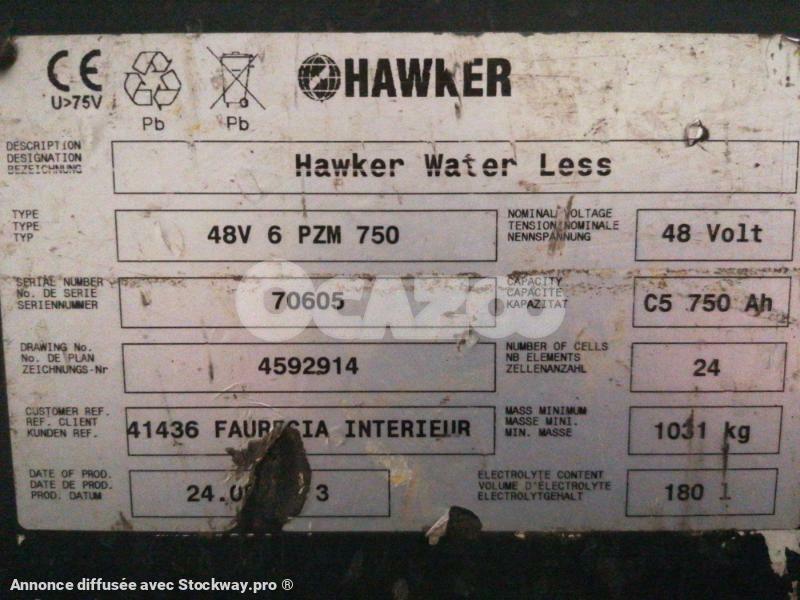 CE
U>75V
Pb
Pb
HAWKER
DESCRIPTION
DESIGNATION
BEZEICHNUNG
Hawker Water Less
TYPE
TYPE
TYP
48V 6 PZM 750
NOMINAL VOLTAGE
TENSION NOMINALE
NENNSPANNUNG
48 Volt
SERIAL NUMBER
No. DE SERIE
SERIENNUMMER
70605
CAPACITY
CAPACITE
KAPAZITAT
C5 750 Ah
OCAZOO
DRAWING No.
No. DE PLAN
ZEICHNUNGS-Nr
4592914
NUMBER OF CELLS
NB ELEMENTS
ZELLENANZAHL
24
CUSTOMER REF.
REF. CLIENT
KUNDEN REF.
41436 FAURECIA INTERIEUR
MASS MINIMUM
MASSE MINI.
MIN. MASSE
1031 kg
DATE OF PROD.
DATE DE PROD.
PROD. DATUM
24.0 3
ELECTROLYTE CONTENT
VOLUME D'ELECTROLYTE
ELECTROLYTGEHALT
180 l
Annonce diffusée avec Stockway.pro ®